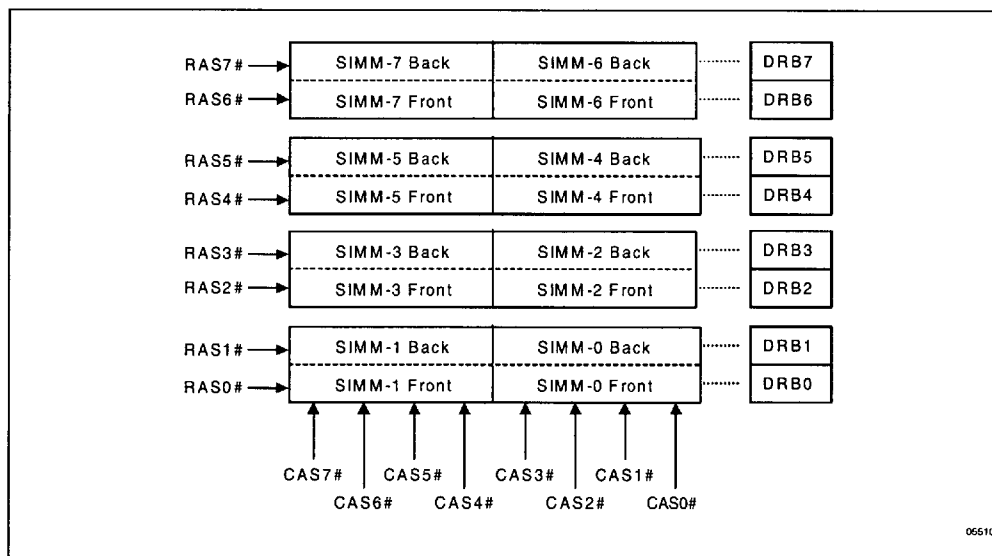 RAS7# SIMM-7 Back SIMM-6 Back DRB7
RAS6# SIMM-7 Front SIMM-6 Front DRB6
RAS5# SIMM-5 Back SIMM-4 Back DRB5
RAS4# SIMM-5 Front SIMM-4 Front DRB4
RAS3# SIMM-3 Back SIMM-2 Back DRB3
RAS2# SIMM-3 Front SIMM-2 Front DRB2
RAS1# SIMM-1 Back SIMM-0 Back DRB1
RAS0# SIMM-1 Front SIMM-0 Front DRB0
CAS7# CAS5# CAS3# CAS1#
CAS6# CAS4# CAS2# CAS0#
05510